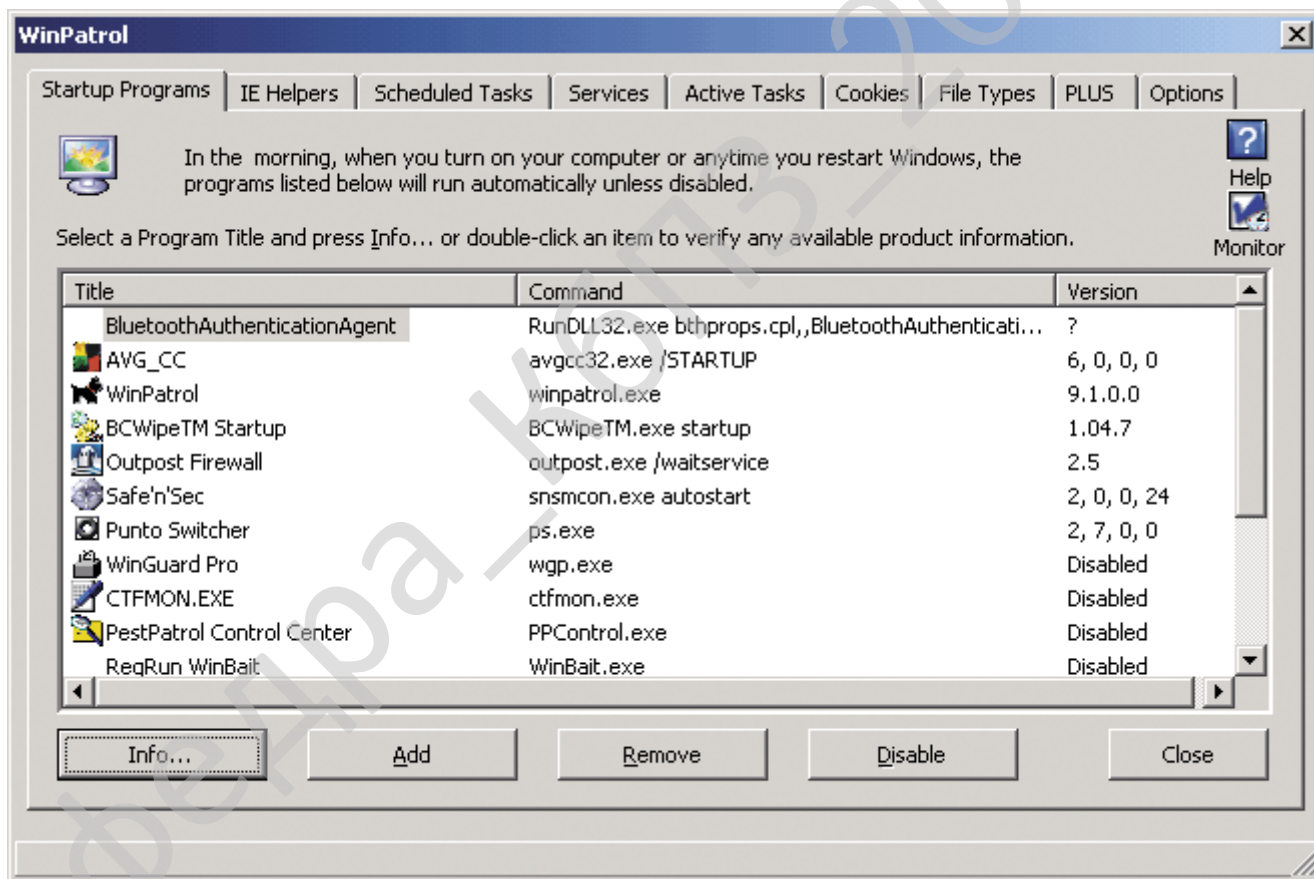 WinPatrol
Startup Programs IE Helpers Scheduled Tasks Services Active Tasks Cookies File Types PLUS Options
In the morning, when you turn on your computer or anytime you restart Windows, the
programs listed below will run automatically unless disabled.
Help
Select a Program Title and press Info... or double-click an item to verify any available product information.
Monitor
Title Command Version
BluetoothAuthenticationAgent RunDLL32.exe bthprops.cpl,,BluetoothAuthenticati... ?
AVG_CC avgcc32.exe /STARTUP 6, 0, 0, 0
WinPatrol winpatrol.exe 9.1.0.0
BCWipeTM Startup BCWipeTM.exe startup 1.04.7
Outpost Firewall outpost.exe /waitservice 2.5
Safe'n'Sec snsmcon.exe autostart 2, 0, 0, 24
Punto Switcher ps.exe 2, 7, 0, 0
WinGuard Pro wgp.exe Disabled
CTFMON.EXE ctfmon.exe Disabled
PestPatrol Control Center PPControl.exe Disabled
RegRun WinBait WinBait.exe Disabled
Info... Add Remove Disable Close
федра_КбПЗ_20